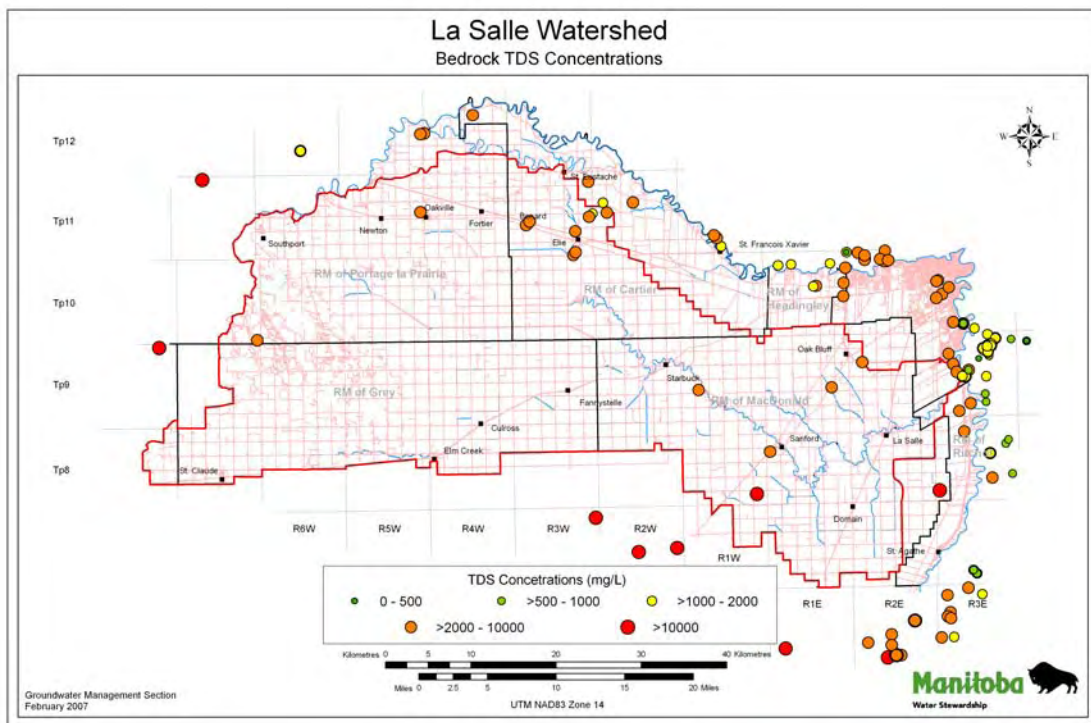 La Salle Watershed
Bedrock TDS Concentrations
N
W E
S
Tp12
St. Eustache
Tp11
Oakville
Newton
Fortier
Benard
Elie
Southport
St. Francois Xavier
RM of Portage la Prairie
RM of Cartier
RM of Headingley
Tp10
Oak Bluff
Tp9
Starbuck
RM of Grey
Fannystelle
RM of MacDonald
Culross
Sanford
La Salle
RM of Ritchot
Elm Creek
Tp8
St. Claude
Domain
R6W R5W R4W R3W R2W
R1W
St. Agathe
R1E R2E R3E
TDS Concetrations (mg/L)
0 - 500 >500 - 1000 >1000 - 2000
>2000 - 10000 >10000
Kilometres 0 5 10 20 30 40 Kilometres
Miles 0 2.5 5 10 15 20 Miles
UTM NAD83 Zone 14
Groundwater Management Section
February 2007
Manitoba
Water Stewardship